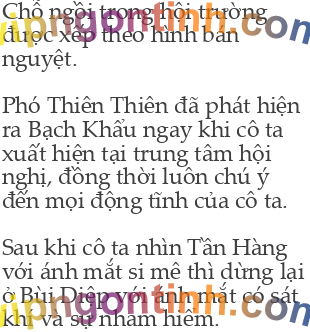 Chỗ ngồi trong hội trường
được xếp theo hình bán
nguyệt.
Phó Thiên Thiên đã phát hiện
ra Bạch Khẩu ngay khi cô ta
xuất hiện tại trung tâm hội
nghị, đồng thời luôn chú ý
đến mọi động tĩnh của cô ta.
Sau khi cô ta nhìn Tần Hàng
với ánh mắt si mê thì dừng lại
ở Bùi Diệp với ánh mắt có sát
khí và sự nham hiểm.
vipngontinh.com
vipngontinh.com